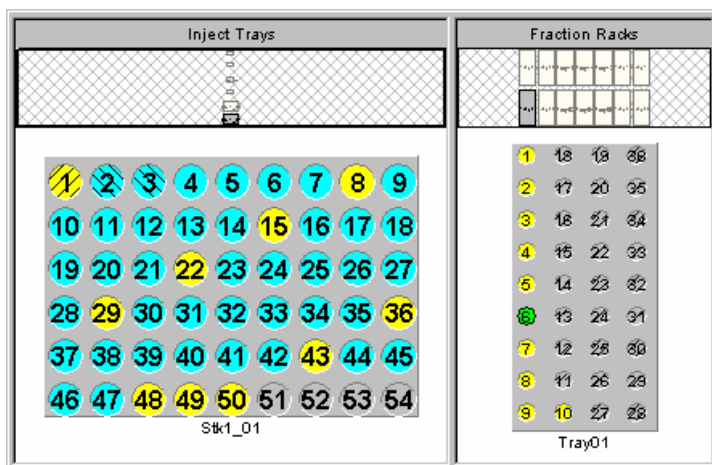 Inject Trays
Fraction Racks
1 2 3 4 5 6 7 8 9
10 11 12 13 14 15 16 17 18
19 20 21 22 23 24 25 26 27
28 29 30 31 32 33 34 35 36
37 38 39 40 41 42 43 44 45
46 47 48 49 50 51 52 53 54
Stk1_01
1 18 19 36
2 17 20 35
3 16 21 34
4 15 22 33
5 14 23 32
6 13 24 31
7 12 25 30
8 11 26 29
9 10 27 28
Tray01